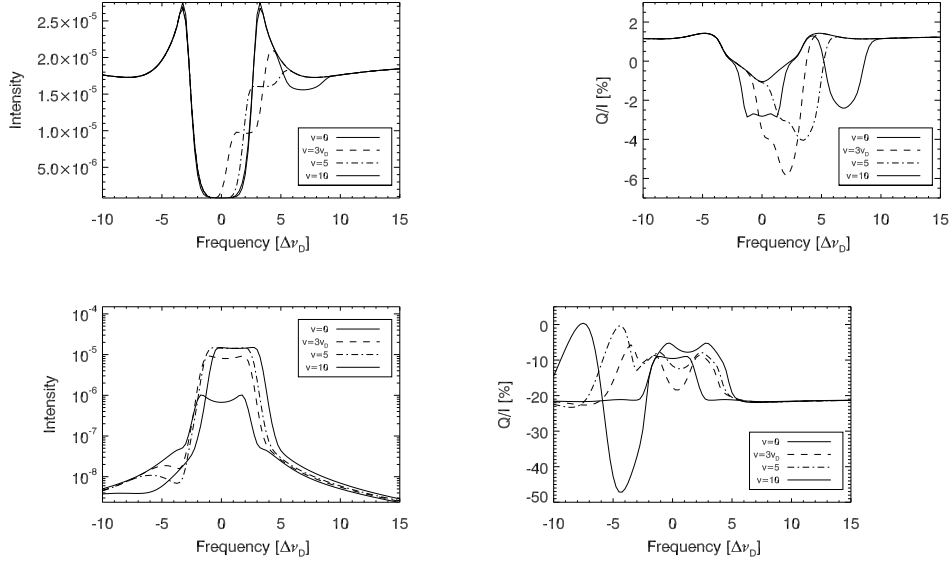 2.5×10⁻⁵
2.0×10⁻⁵
1.5×10⁻⁵
1.0×10⁻⁵
5.0×10⁻⁶
Intensity
v=0
v=3v_D
v=5
v=10
-10 -5 0 5 10 15
Frequency [Δν_D]
2
0
-2
-4
-6
Q/I [%]
v=0
v=3v_D
v=5
v=10
-10 -5 0 5 10 15
Frequency [Δν_D]
10⁻⁴
10⁻⁵
10⁻⁶
10⁻⁷
10⁻⁸
Intensity
v=0
v=3v_D
v=5
v=10
-10 -5 0 5 10 15
Frequency [Δν_D]
0
-10
-20
-30
-40
-50
Q/I [%]
v=0
v=3v_D
v=5
v=10
-10 -5 0 5 10 15
Frequency [Δν_D]